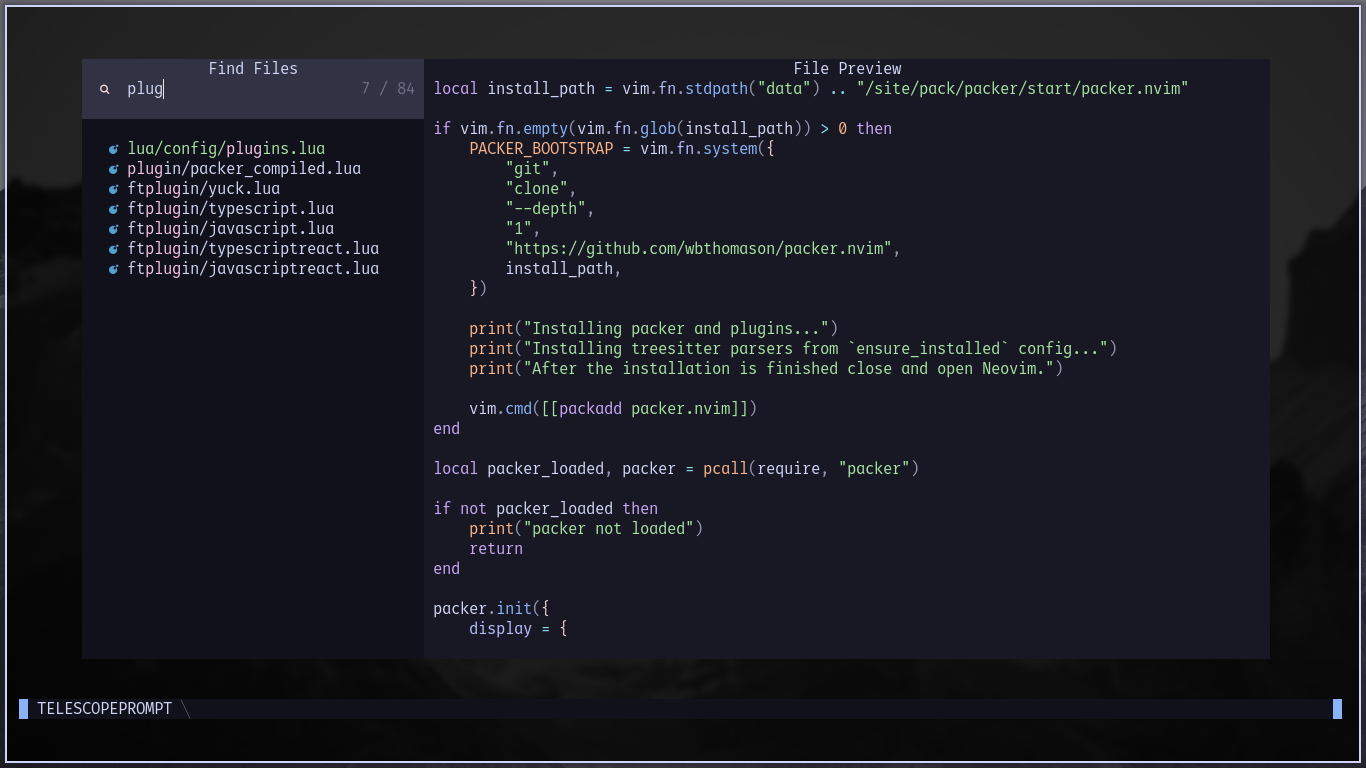 Find Files
plug 7 / 84
lua/config/plugins.lua
plugin/packer_compiled.lua
ftplugin/yuck.lua
ftplugin/typescript.lua
ftplugin/javascript.lua
ftplugin/typescriptreact.lua
ftplugin/javascriptreact.lua
File Preview
local install_path = vim.fn.stdpath("data") .. "/site/pack/packer/start/packer.nvim"
if vim.fn.empty(vim.fn.glob(install_path)) > 0 then
    PACKER_BOOTSTRAP = vim.fn.system({
        "git",
        "clone",
        "--depth",
        "1",
        "https://github.com/wbthomason/packer.nvim",
        install_path,
    })
    print("Installing packer and plugins...")
    print("Installing treesitter parsers from `ensure_installed` config...")
    print("After the installation is finished close and open Neovim.")
    vim.cmd([[packadd packer.nvim]])
end
local packer_loaded, packer = pcall(require, "packer")
if not packer_loaded then
    print("packer not loaded")
    return
end
packer.init({
    display = {
TELESCOPEPROMPT